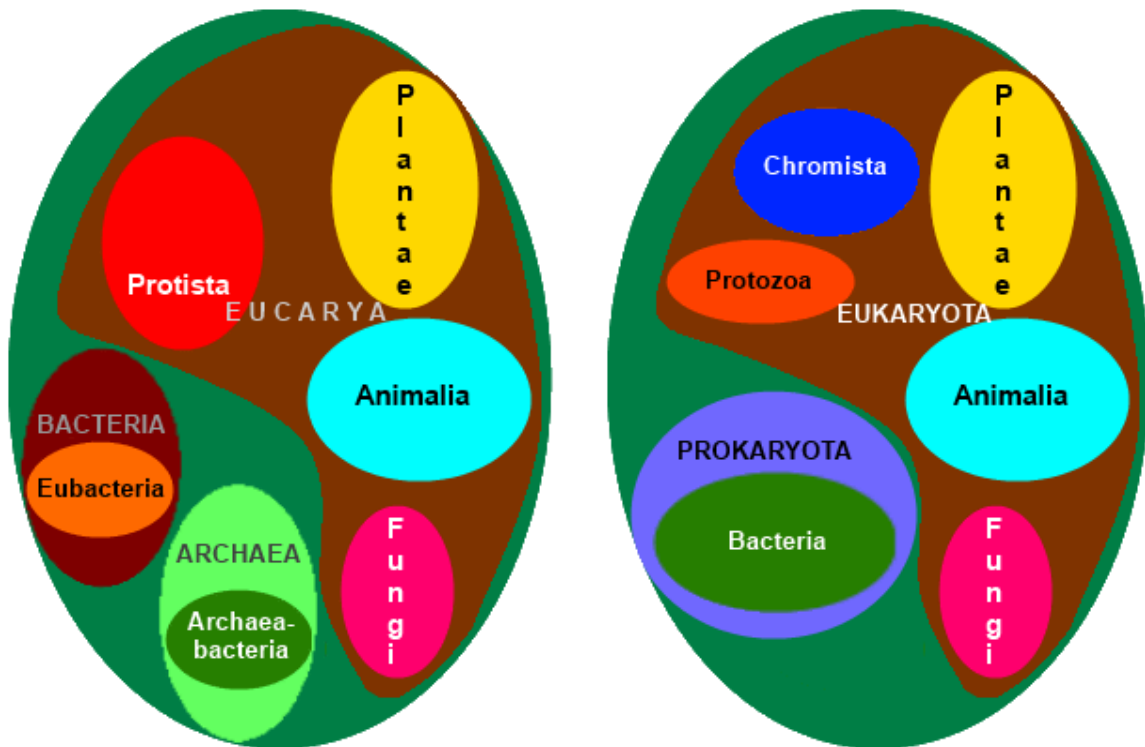 Plantae
Protista
EUCARYA
Animalia
BACTERIA
Eubacteria
ARCHAEA
Archaea-
bacteria
Fungi
Plantae
Chromista
Protozoa
EUKARYOTA
Animalia
PROKARYOTA
Bacteria
Fungi